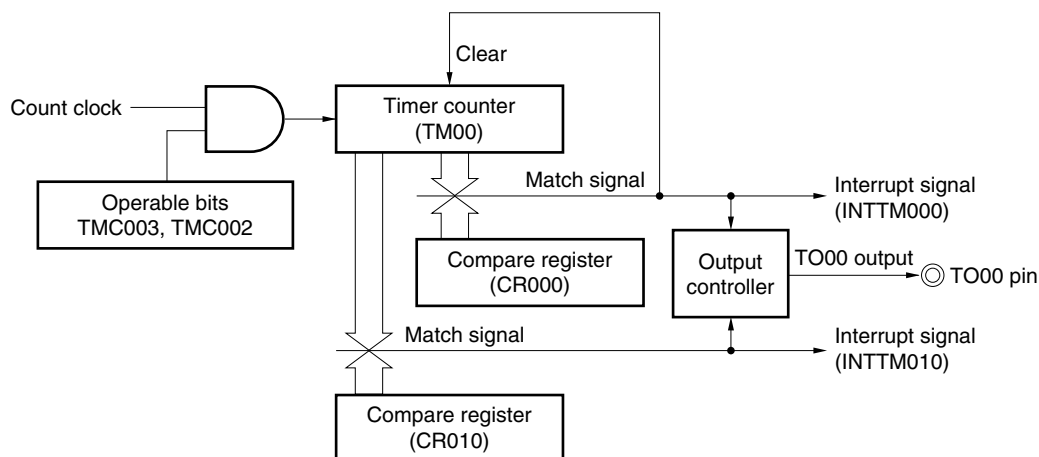 Clear
Count clock
Timer counter
(TM00)
Operable bits
TMC003, TMC002
Match signal
Interrupt signal
(INTTM000)
Compare register
(CR000)
Output
controller
TO00 output
TO00 pin
Match signal
Interrupt signal
(INTTM010)
Compare register
(CR010)